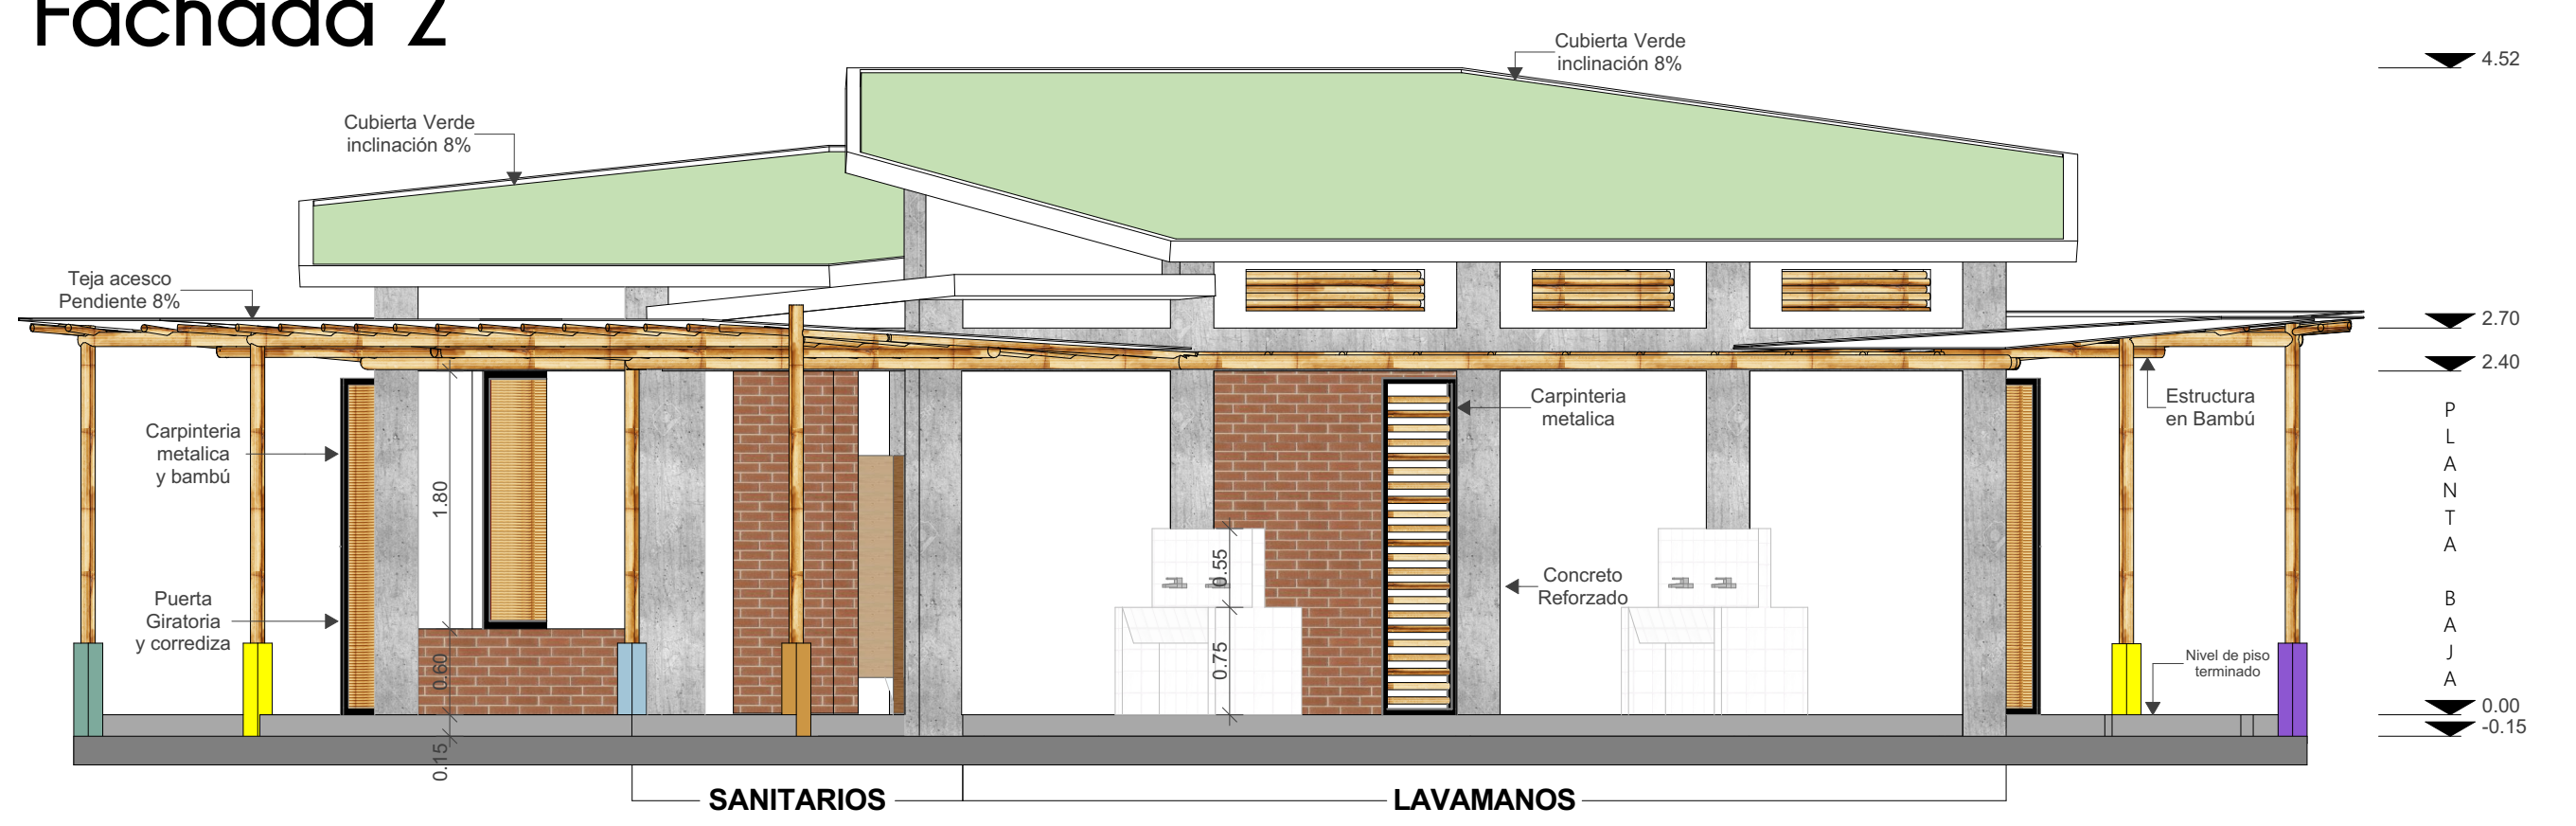 Fachada 2
Cubierta Verde
inclinación 8%
4.52
Cubierta Verde
inclinación 8%
Teja acesco
Pendiente 8%
2.70
2.40
Carpinteria
metalica
Estructura
en Bambú
Carpinteria
metalica
y bambú
1.80
0.55
Concreto
Reforzado
Puerta
Giratoria
y corrediza
0.60
0.75
Nivel de piso
terminado
PLANTA BAJA
0.00
-0.15
0.15
SANITARIOS
LAVAMANOS